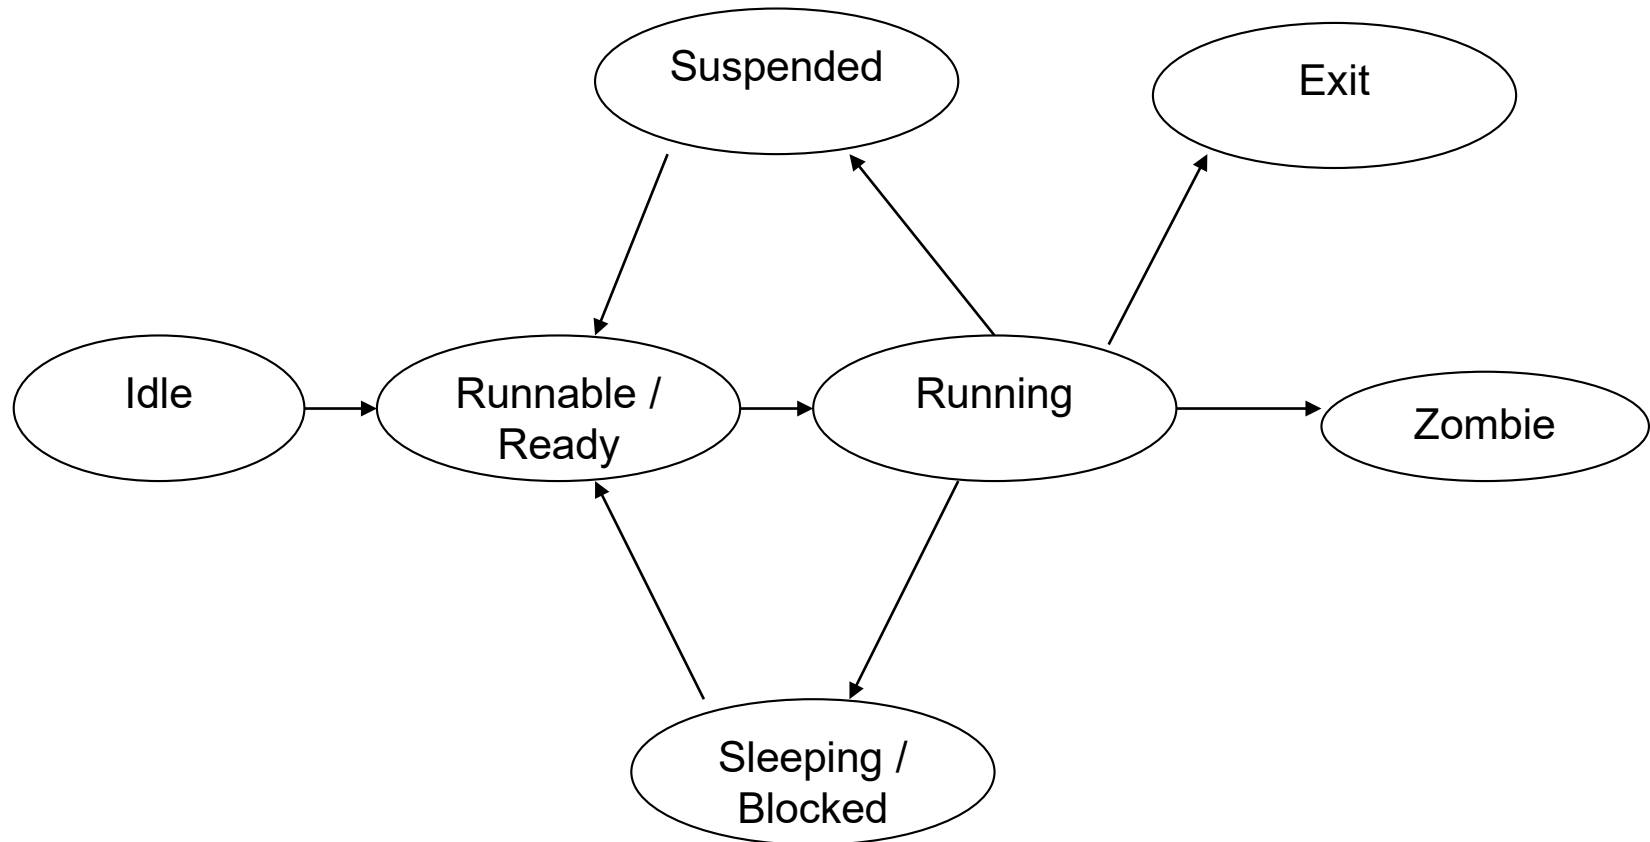 Suspended
Exit
Idle
Runnable /
Ready
Running
Zombie
Sleeping /
Blocked